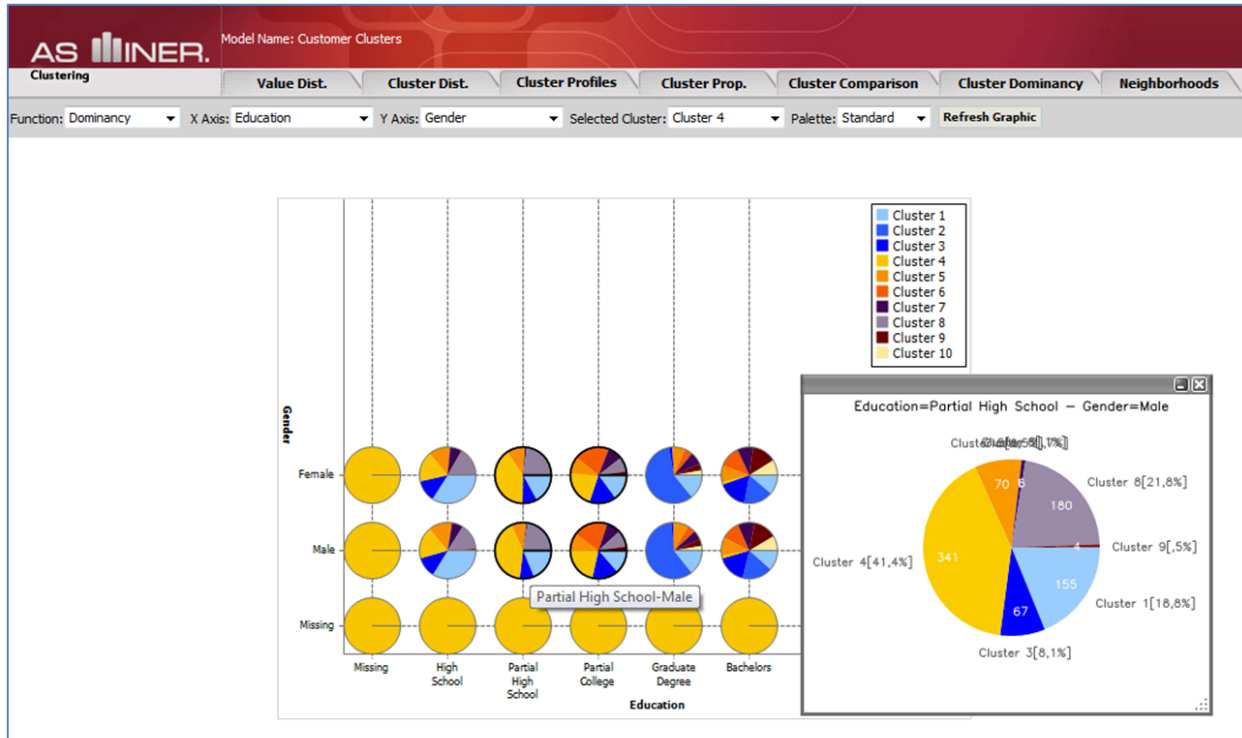 AS MINER.
Model Name: Customer Clusters
Clustering
Value Dist.
Cluster Dist.
Cluster Profiles
Cluster Prop.
Cluster Comparison
Cluster Dominancy
Neighborhoods
Function: Dominancy X Axis: Education Y Axis: Gender Selected Cluster: Cluster 4 Palette: Standard Refresh Graphic
Cluster 1
Cluster 2
Cluster 3
Cluster 4
Cluster 5
Cluster 6
Cluster 7
Cluster 8
Cluster 9
Cluster 10
Gender
Female
Male
Missing
Partial High School-Male
Missing
High
School
Partial
High
School
Partial
College
Graduate
Degree
Bachelors
Education
Education=Partial High School - Gender=Male
70
6
Cluster 8[21,8%]
180
341
4
Cluster 9[,5%]
Cluster 4[41,4%]
155
Cluster 1[18,8%]
67
Cluster 3[8,1%]